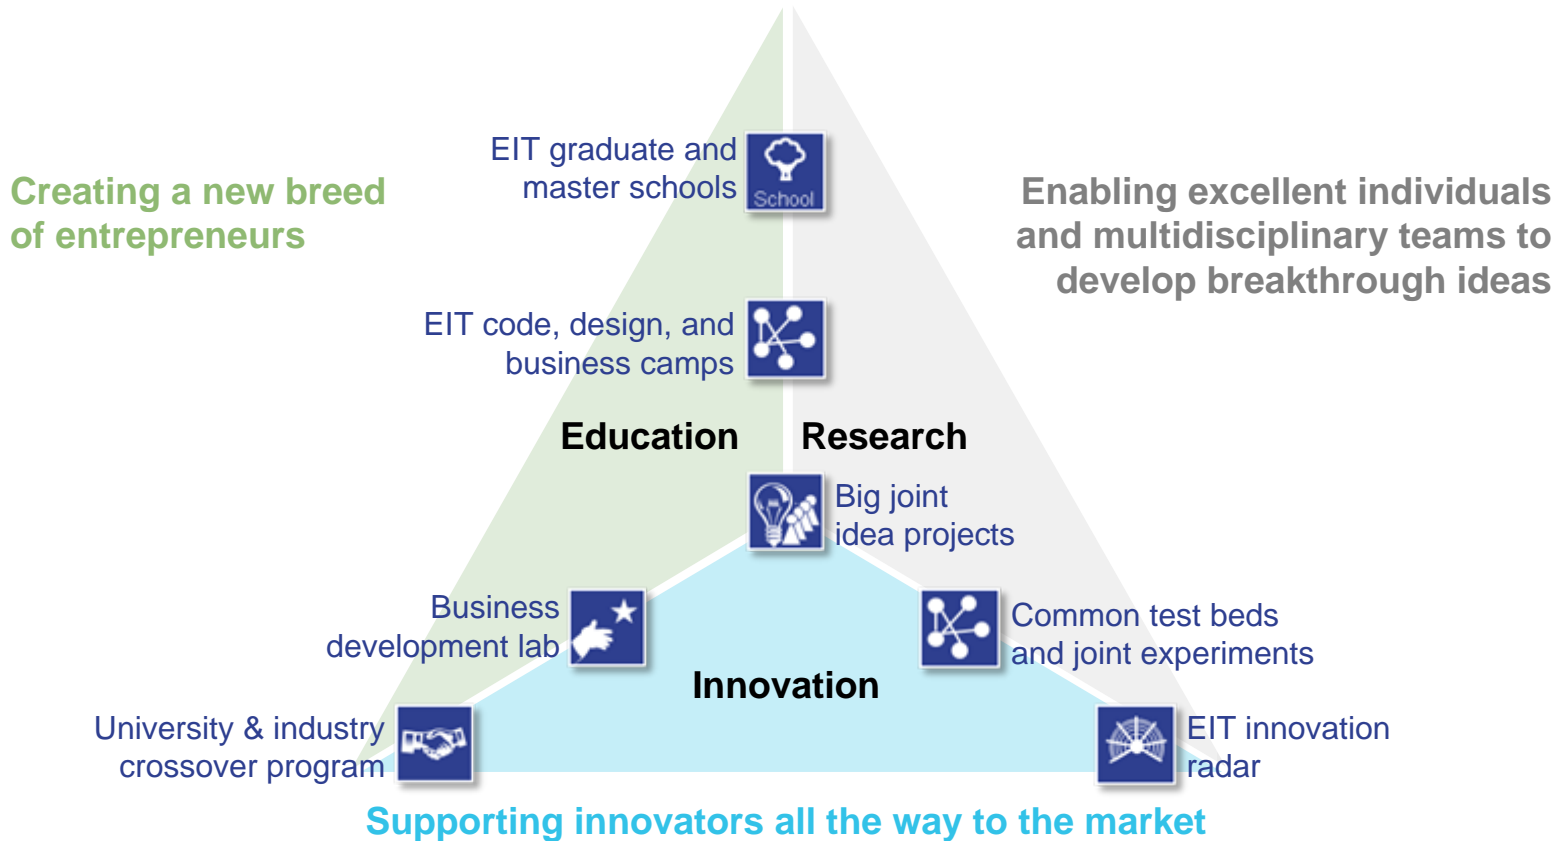 EIT graduate and
master schools
School
Creating a new breed
of entrepreneurs
Enabling excellent individuals
and multidisciplinary teams to
develop breakthrough ideas
EIT code, design, and
business camps
Education
Research
Big joint
idea projects
Business
development lab
Common test beds
and joint experiments
Innovation
University & industry
crossover program
EIT innovation
radar
Supporting innovators all the way to the market